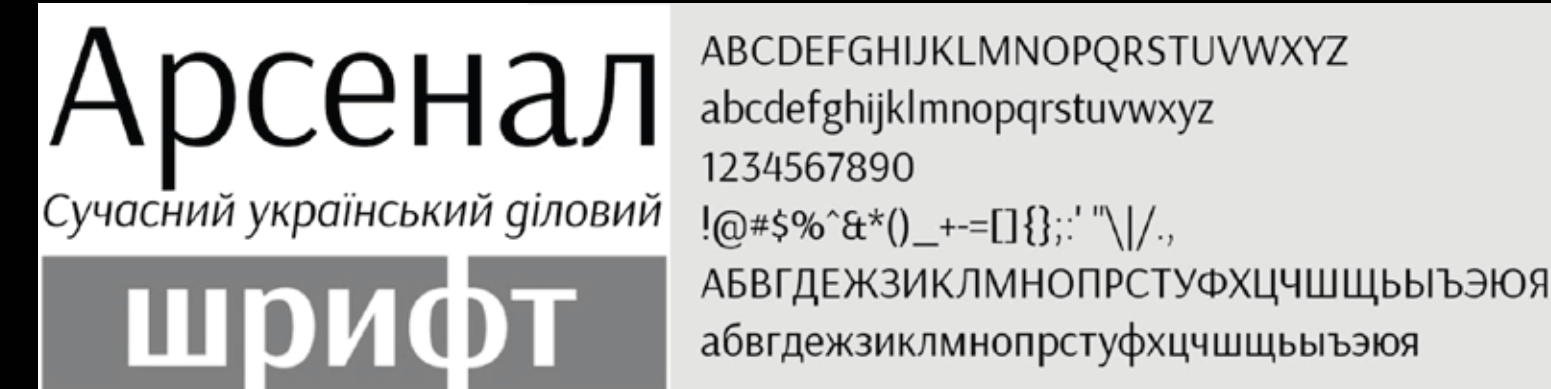 Арсенал
Сучасний український діловий
шрифт
ABCDEFGHIJKLMNOPQRSTUVWXYZ
abcdefghijklmnopqrstuvwxyz
1234567890
!@#$%^&*()_+-=[]{};:' "\|/.,
АБВГДЕЖЗИКЛМНОПРСТУФХЦЧШЩЬЫЪЭЮЯ
абвгдежзиклмнопрстуфхцчшщьыъэюя